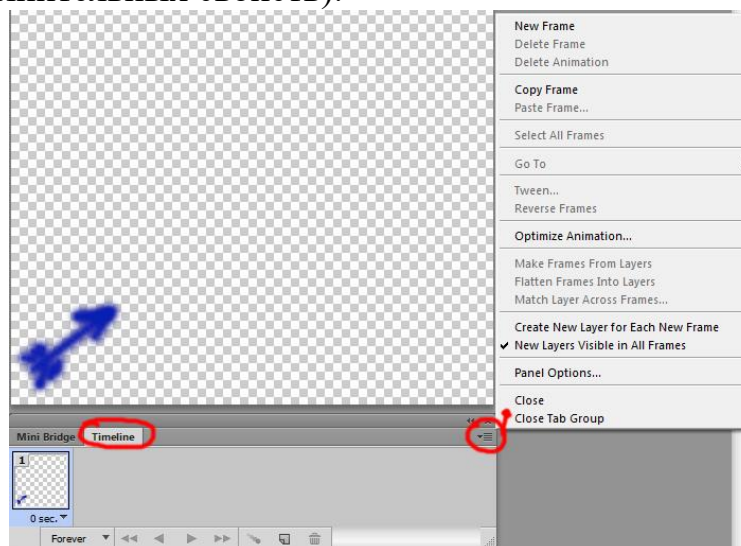 New Frame
Delete Frame
Delete Animation
Copy Frame
Paste Frame...
Select All Frames
Go To
Tween...
Reverse Frames
Optimize Animation...
Make Frames From Layers
Flatten Frames Into Layers
Match Layer Across Frames...
Create New Layer for Each New Frame
✔ New Layers Visible in All Frames
Panel Options...
Close
Close Tab Group
Mini Bridge Timeline
1
0 sec.
Forever